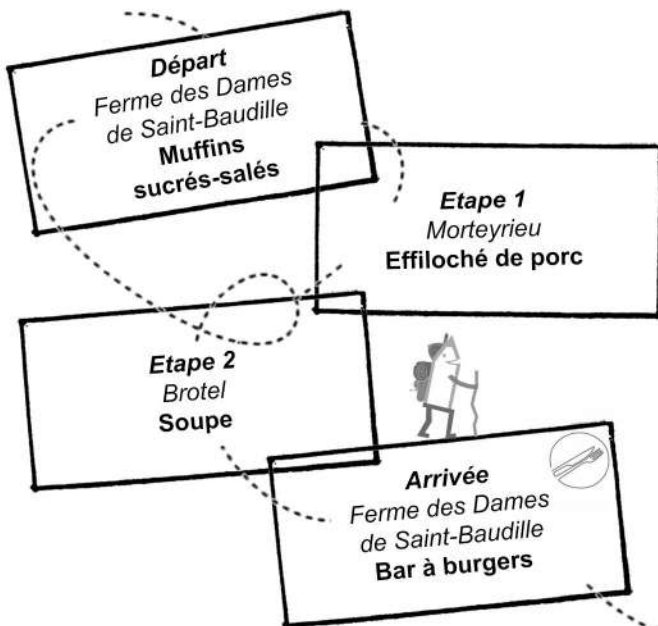 Départ
Ferme des Dames
de Saint-Baudille
Muffins
sucrés-salés
Etape 1
Morteyrieu
Effiloché de porc
Etape 2
Brotel
Soupe
Arrivée
Ferme des Dames
de Saint-Baudille
Bar à burgers